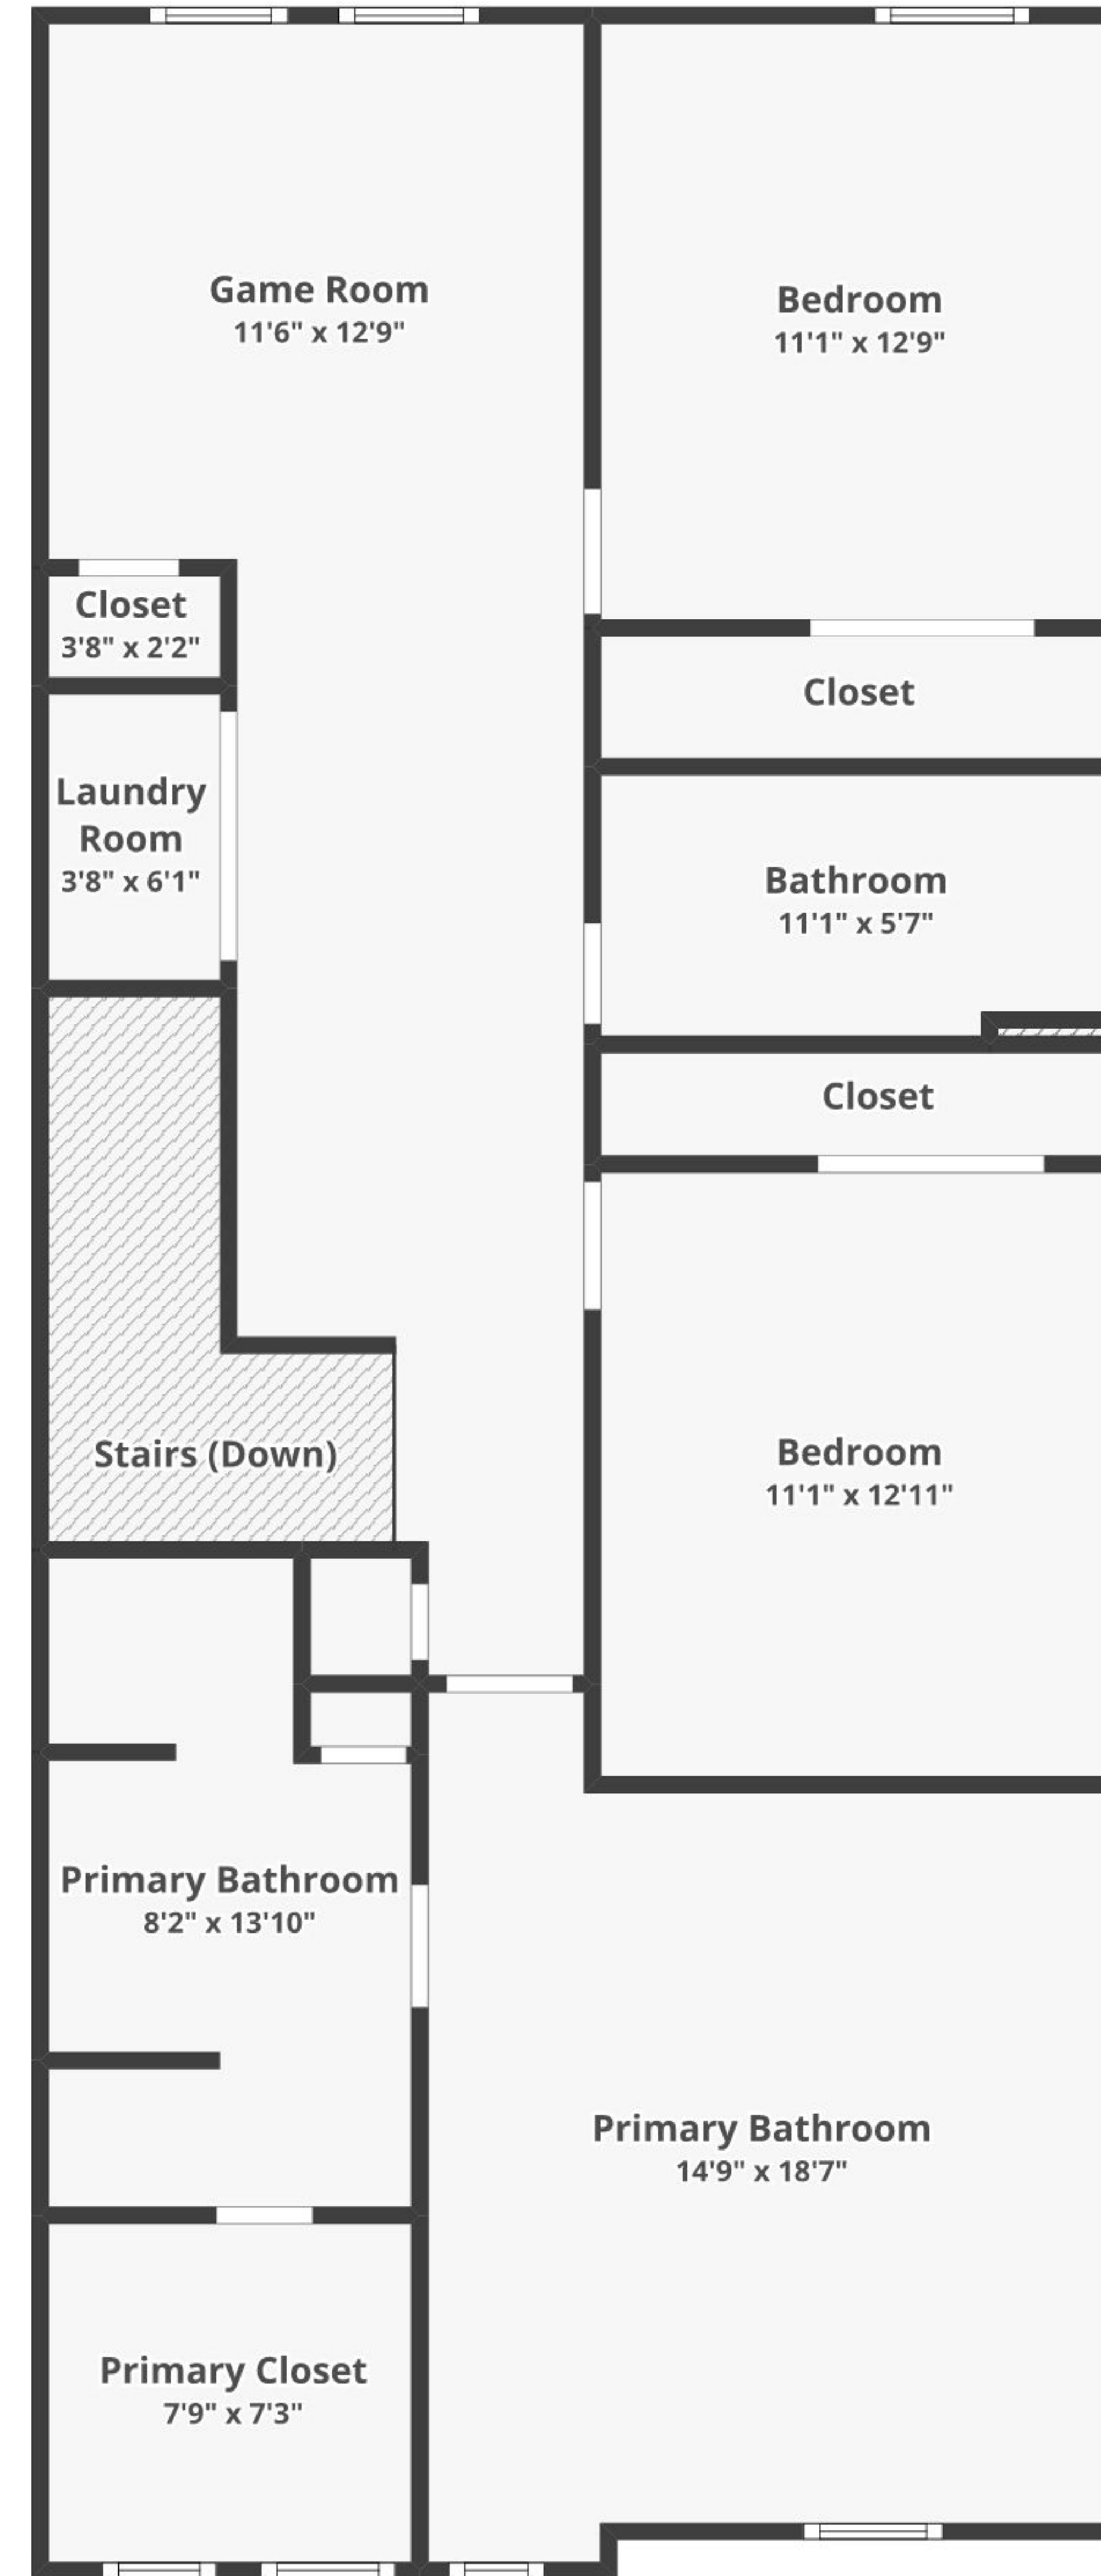 Game Room
11'6" x 12'9"
Bedroom
11'1" x 12'9"
Closet
3'8" x 2'2"
Closet
Laundry
Room
3'8" x 6'1"
Bathroom
11'1" x 5'7"
Closet
Stairs (Down)
Bedroom
11'1" x 12'11"
Primary Bathroom
8'2" x 13'10"
Primary Bathroom
14'9" x 18'7"
Primary Closet
7'9" x 7'3"